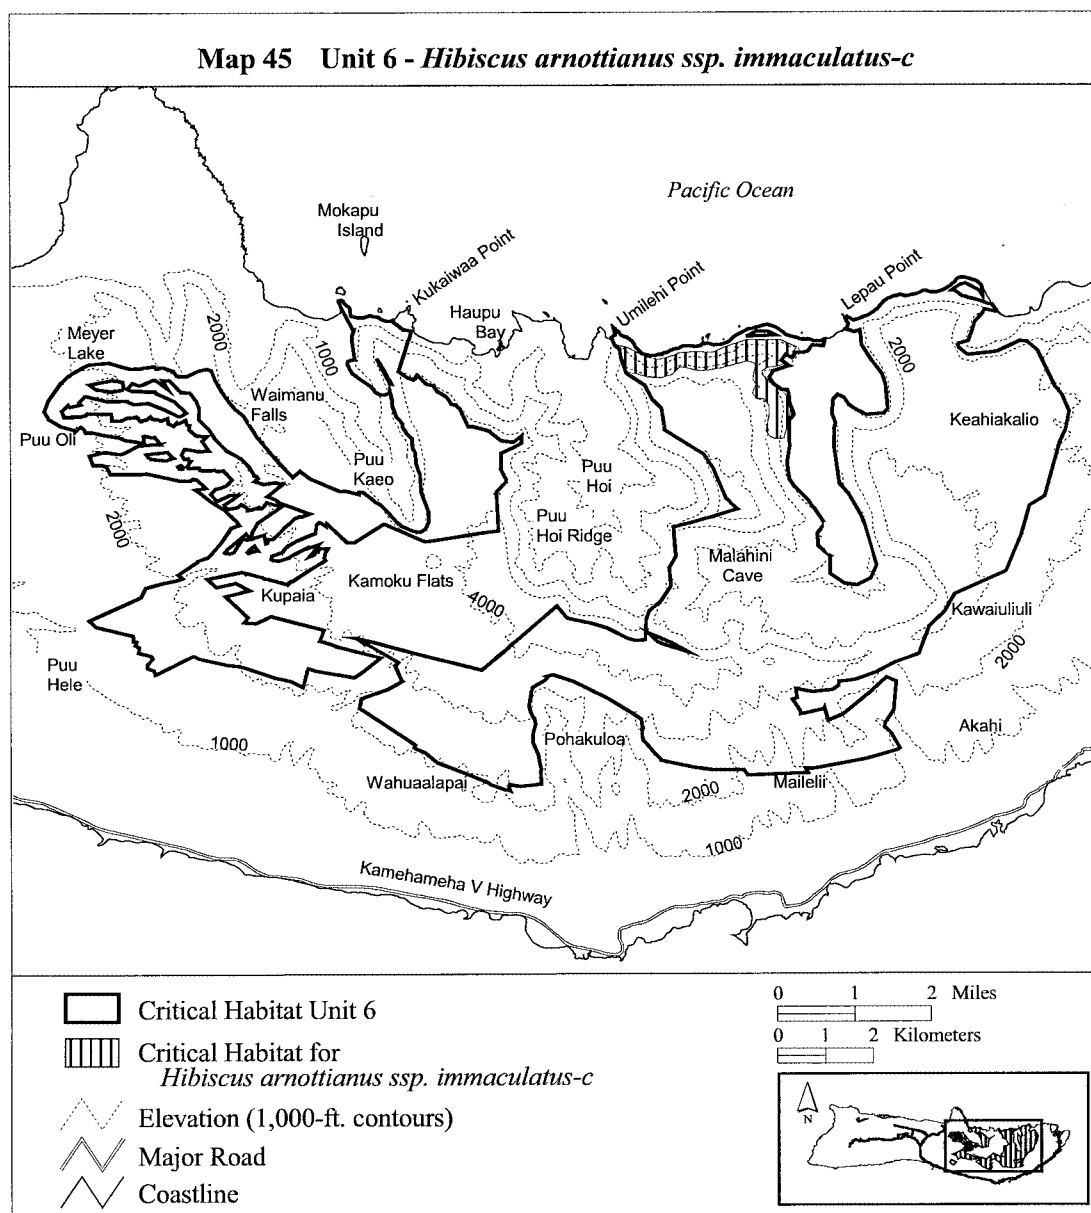 Map 45 Unit 6 - Hibiscus arnottianus ssp. immaculatus-c
Pacific Ocean
Mokapu
Island
Kukaiwaa Point
Haupu
Bay
Umilehi Point
Lepau Point
Meyer
Lake
2000
1000
2000
Waimanu
Falls
Keahiakalio
Puu Oli
Puu
Kaeo
Puu
Hoi
2000
Puu
Hoi Ridge
Malahini
Cave
Kamoku Flats
Kupaia
4000
Kawaiuliuli
2000
Puu
Hele
1000
Pohakuloa
Akahi
Wahuaalapai
2000
Mailelii
1000
Kamehameha V Highway
Critical Habitat Unit 6
Critical Habitat for
Hibiscus arnottianus ssp. immaculatus-c
Elevation (1,000-ft. contours)
Major Road
Coastline
0 1 2 Miles
0 1 2 Kilometers
N